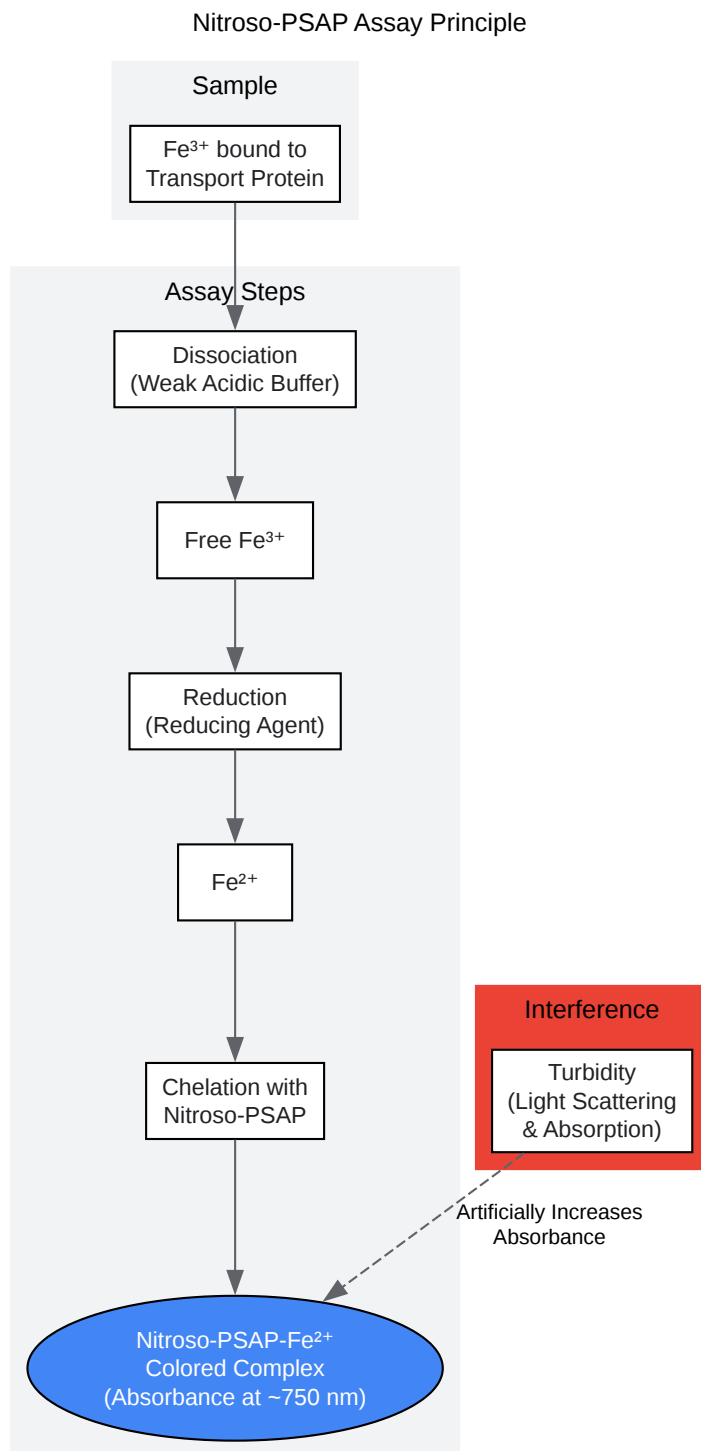 Nitroso-PSAP Assay Principle
Sample
Fe³⁺ bound to
Transport Protein
Assay Steps
Dissociation
(Weak Acidic Buffer)
Free Fe³⁺
Reduction
(Reducing Agent)
Fe²⁺
Interference
Turbidity
(Light Scattering
& Absorption)
Chelation with
Nitroso-PSAP
Artificially Increases
Absorbance
Nitroso-PSAP-Fe²⁺
Colored Complex
(Absorbance at ~750 nm)